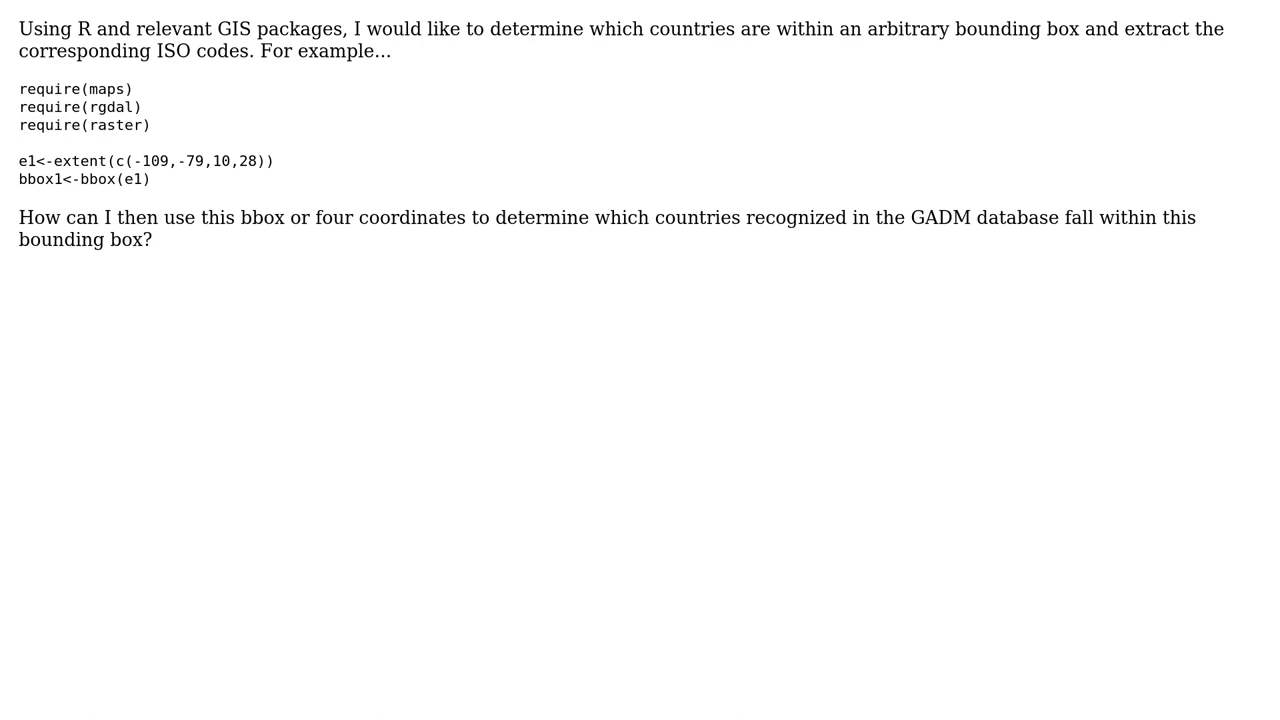 Using R and relevant GIS packages, I would like to determine which countries are within an arbitrary bounding box and extract the
corresponding ISO codes. For example...
require(maps)
require(rgdal)
require(raster)
e1<-extent(c(-109,-79,10,28))
bbox1<-bbox(e1)
How can I then use this bbox or four coordinates to determine which countries recognized in the GADM database fall within this
bounding box?